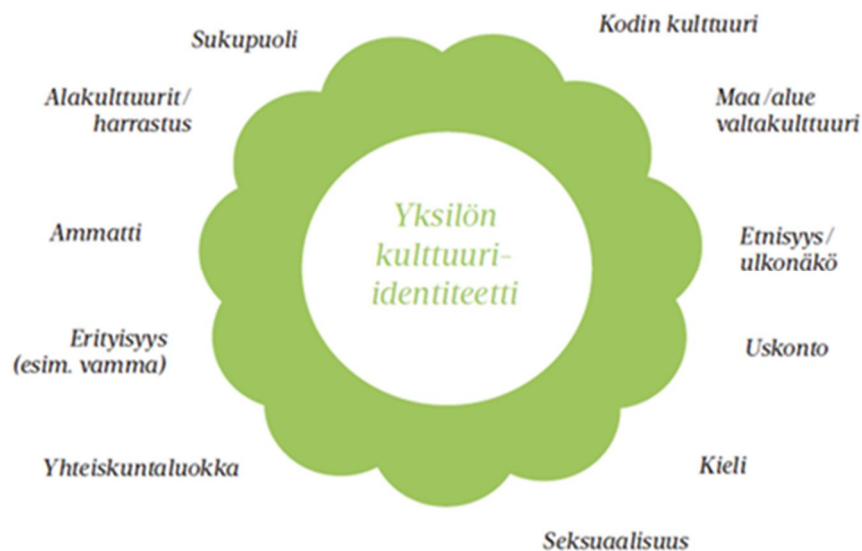 Sukupuoli
Kodin kulttuuri
Alakulttuurit/
harrastus
Maa/alue
valtakulttuuri
Ammatti
Yksilön
kulttuuri-
identiteetti
Etnisyys/
ulkonäkö
Erityisyys
(esim. vamma)
Uskonto
Yhteiskuntaluokka
Kieli
Seksuaalisuus